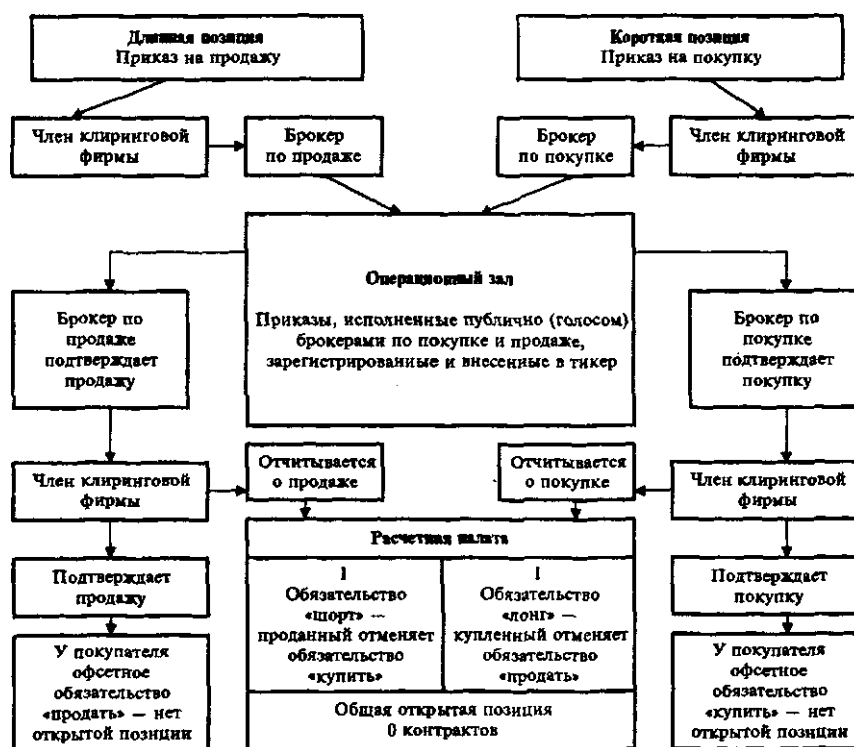 Длинная позиция
Приказ на продажу
Короткая позиция
Приказ на покупку
Член клиринговой
фирмы
Брокер
по продаже
Брокер
по покупке
Член клиринговой
фирмы
Операционный зал
Приказы, исполненные публично (голосом)
брокерами по покупке и продаже,
зарегистрированные и внесенные в тикер
Брокер по
продаже
подтверждает
продажу
Брокер по
покупке
подтверждает
покупку
Член клиринговой
фирмы
Отчитывается
о продаже
Отчитывается
о покупке
Член клиринговой
фирмы
Расчетная палата
1
Обязательство
«шорт» —
проданный отменяет
обязательство
«купить»
1
Обязательство
«лонг» —
купленный отменяет
обязательство
«продать»
Общая открытая позиция
0 контрактов
Подтверждает
продажу
Подтверждает
покупку
У покупателя
офсетное
обязательство
«продать» — нет
открытой позиции
У покупателя
офсетное
обязательство
«купить» — нет
открытой позиции